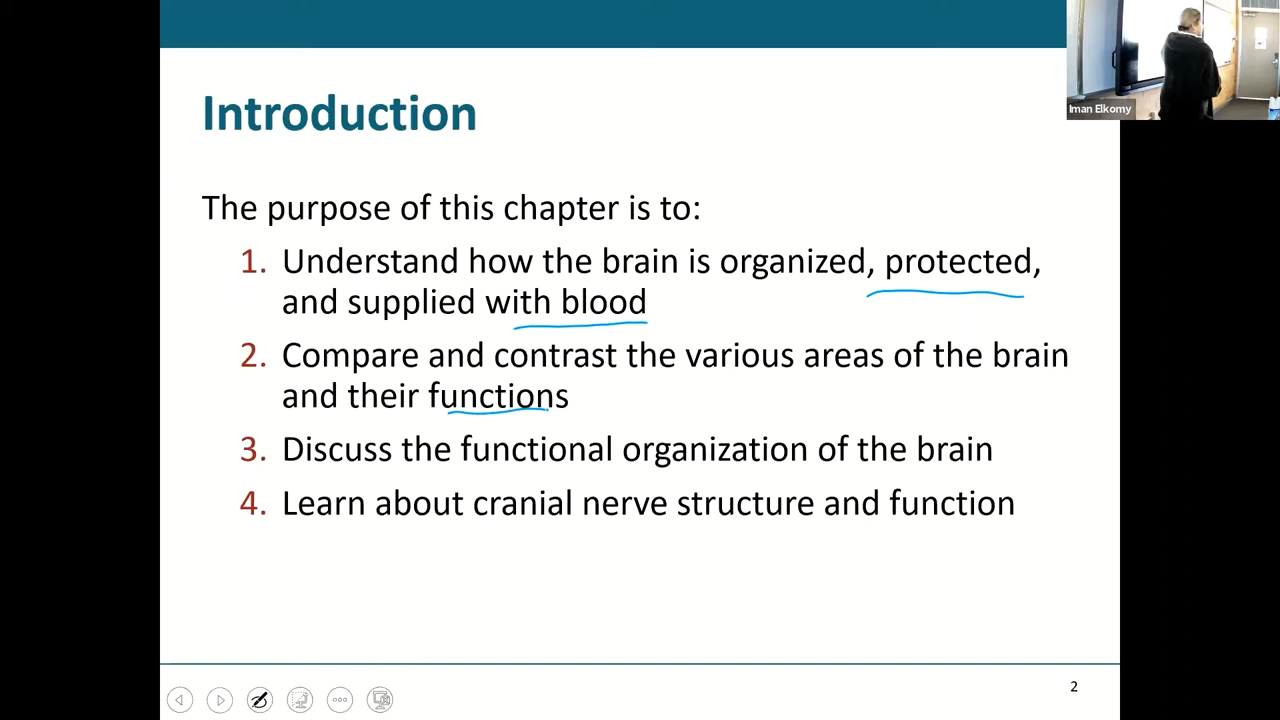 Introduction
The purpose of this chapter is to:
1. Understand how the brain is organized, protected,
and supplied with blood
2. Compare and contrast the various areas of the brain
and their functions
3. Discuss the functional organization of the brain
4. Learn about cranial nerve structure and function
2
Iman Elkomy